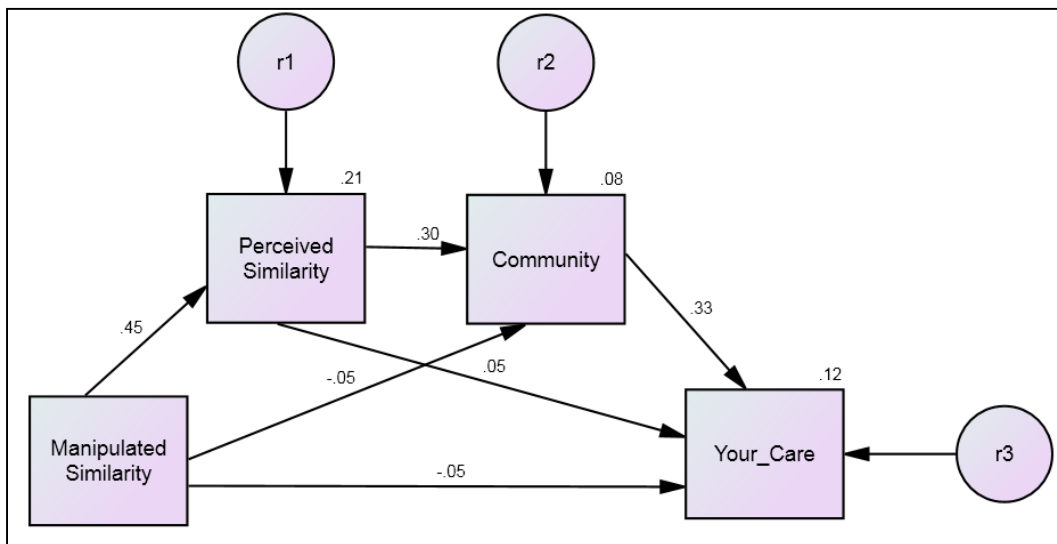 r1
r2
.21
.08
Perceived
Similarity
.30
Community
.45
.33
-.05
.05
.12
Manipulated
Similarity
Your_Care
r3
-.05